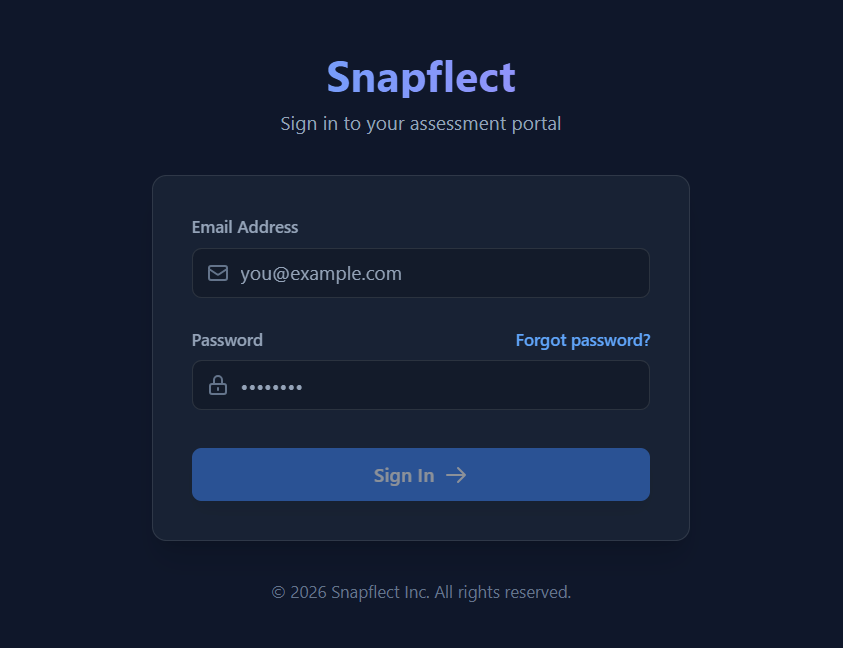 Snapflect
Sign in to your assessment portal
Email Address
you@example.com
Password Forgot password?
••••••••
Sign In →
© 2026 Snapflect Inc. All rights reserved.